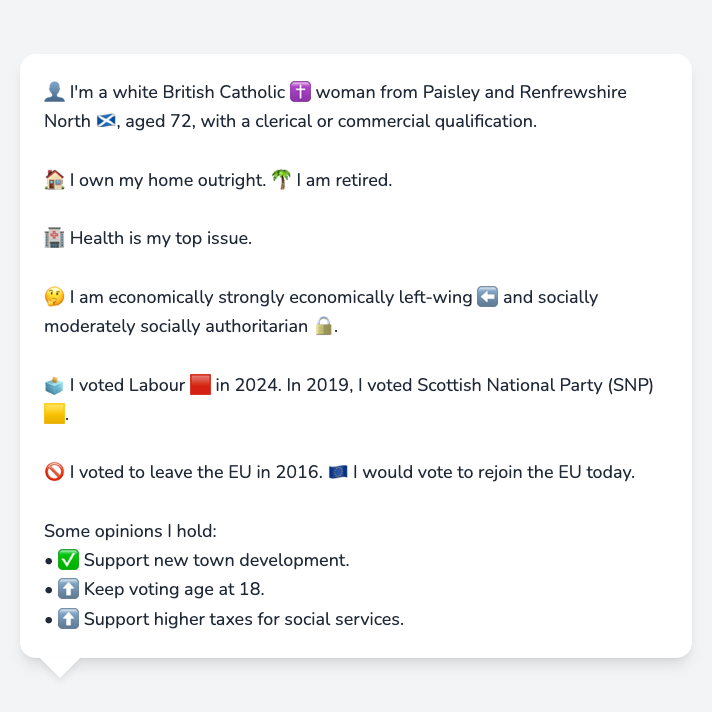 👤 I'm a white British Catholic ✝️ woman from Paisley and Renfrewshire
North 🏴󠁧󠁢󠁳󠁣󠁴󠁿, aged 72, with a clerical or commercial qualification.
🏠 I own my home outright. 🌴 I am retired.
🏥 Health is my top issue.
🤔 I am economically strongly economically left-wing ⬅️ and socially
moderately socially authoritarian 🔒.
🗳️ I voted Labour 🟥 in 2024. In 2019, I voted Scottish National Party (SNP)
🟨.
🚫 I voted to leave the EU in 2016. 🇪🇺 I would vote to rejoin the EU today.
Some opinions I hold:
• ✅ Support new town development.
• ⬆️ Keep voting age at 18.
• ⬆️ Support higher taxes for social services.